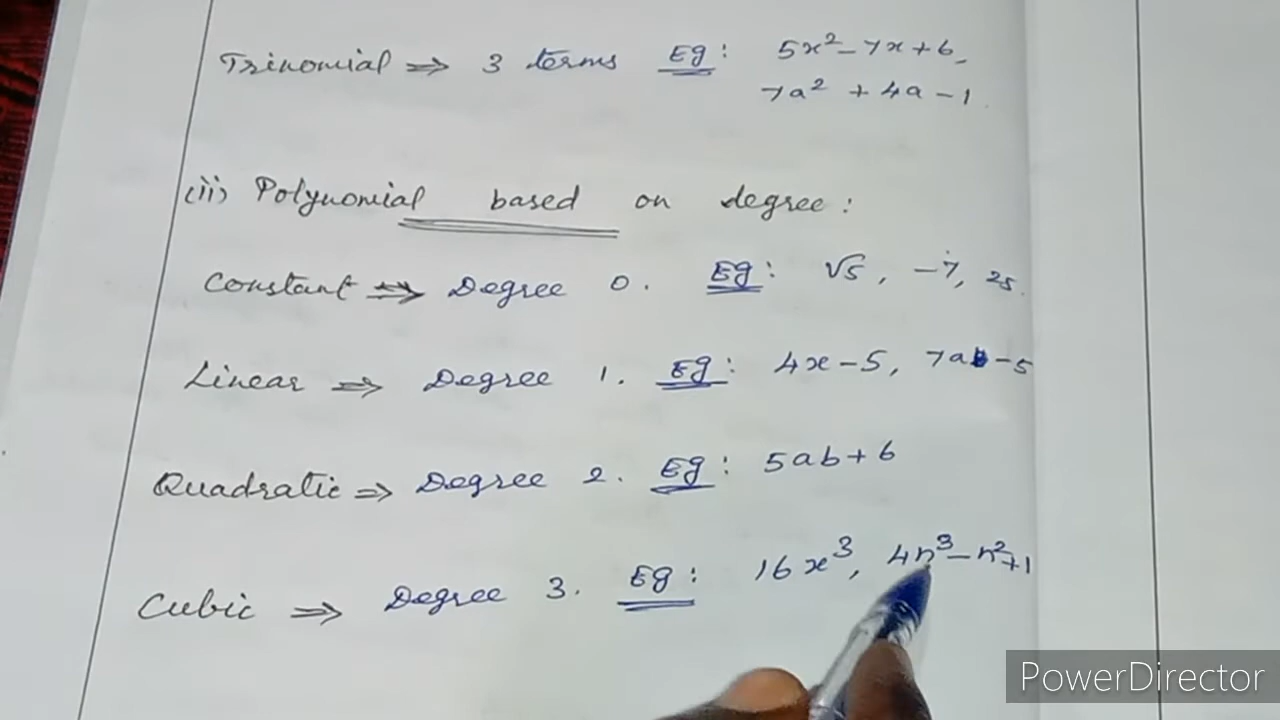 Trinomial ⇒ 3 terms Eg: 5x² - 7x + 6,
7a² + 4a - 1.
(ii) Polynomial based on degree:
Constant ⇒ Degree 0. Eg: √5, -7, 25.
Linear ⇒ Degree 1. Eg: 4x - 5, 7a - 5
Quadratic ⇒ Degree 2. Eg: 5ab + 6
Cubic ⇒ Degree 3. Eg: 16x³, 4n³ - n² + 1
PowerDirector